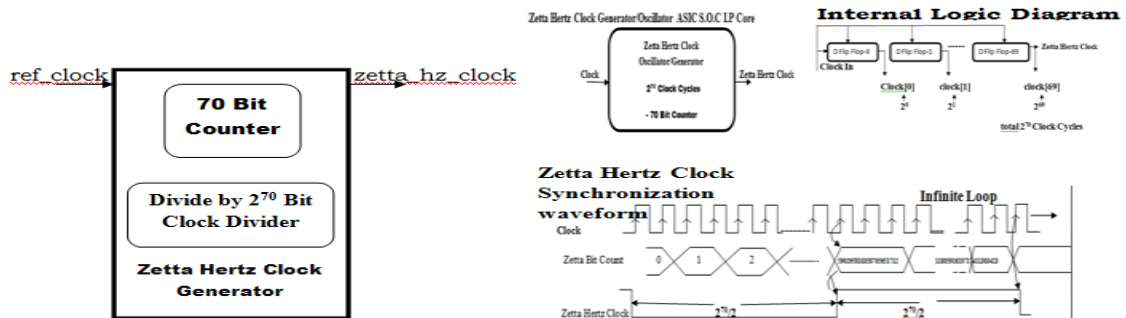 ref_clock
zetta_hz_clock
70 Bit
Counter
Divide by 2⁷⁰ Bit
Clock Divider
Zetta Hertz Clock
Generator
Zetta Hertz Clock Generator/Oscillator ASIC S.O.C I.P Core
Zetta Hertz Clock
Oscillator/Generator
2⁷⁰ Clock Cycles
- 70 Bit Counter
Clock
Zetta Hertz Clock
Internal Logic Diagram
D Flip Flop-0
D Flip Flop-1
D Flip Flop-69
Zetta Hertz Clock
Clock In
Clock[0]
clock[1]
clock[69]
2⁰
2⁶⁹
total 2⁷⁰ Clock Cycles
Zetta Hertz Clock
Synchronization
waveform
Infinite Loop
Clock
Zetta Bit Count
0
1
2
Zetta Hertz Clock
2⁷⁰/2
2⁷⁰/2